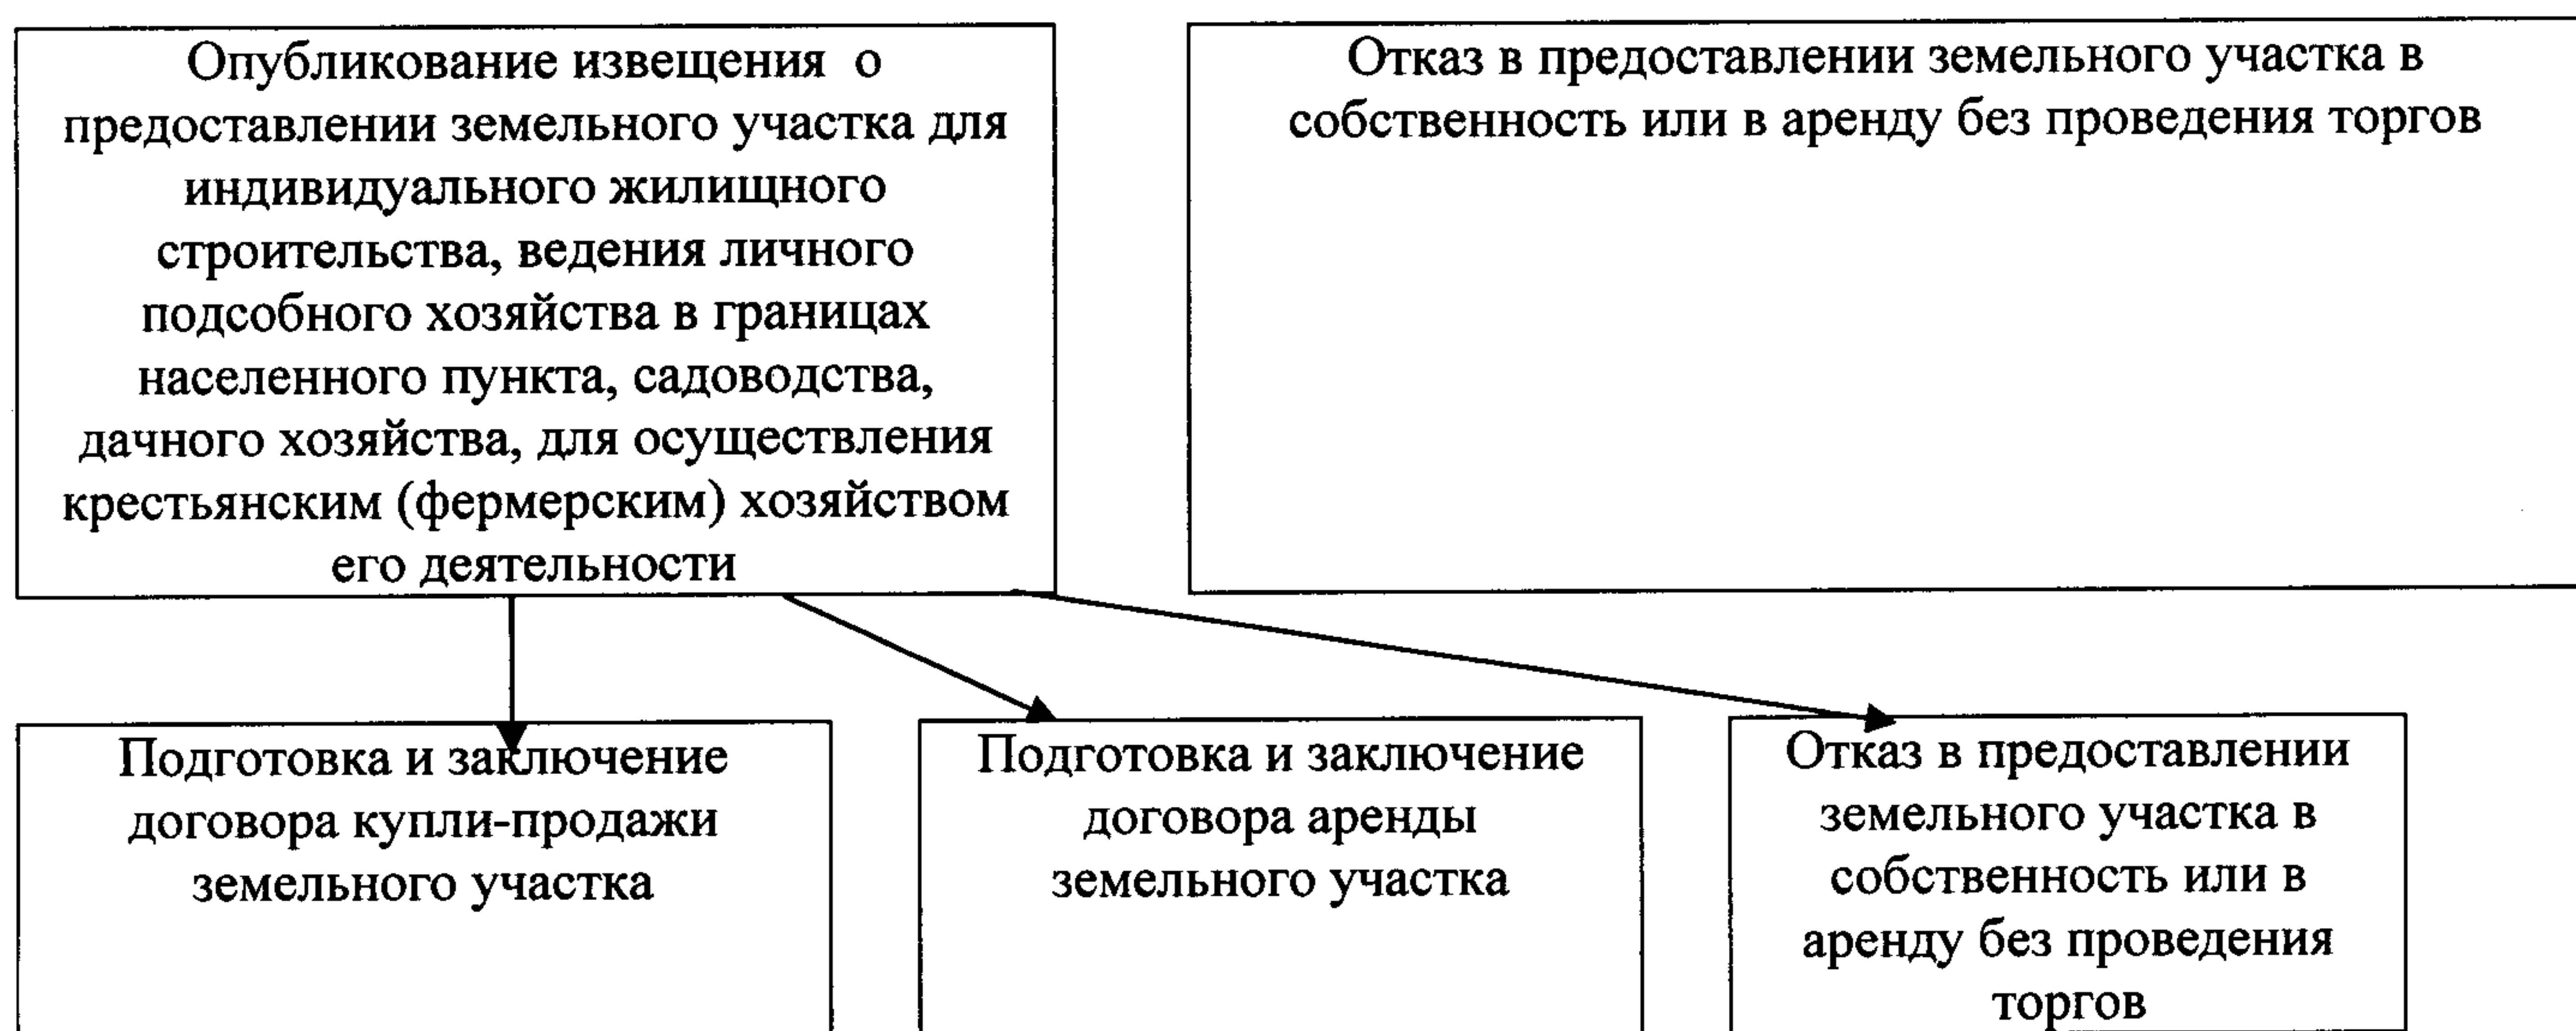 Опубликование извещения о
предоставлении земельного участка для
индивидуального жилищного
строительства, ведения личного
подсобного хозяйства в границах
населенного пункта, садоводства,
дачного хозяйства, для осуществления
крестьянским (фермерским) хозяйством
его деятельности
Отказ в предоставлении земельного участка в
собственность или в аренду без проведения торгов
Подготовка и заключение
договора купли-продажи
земельного участка
Подготовка и заключение
договора аренды
земельного участка
Отказ в предоставлении
земельного участка в
собственность или в
аренду без проведения
торгов